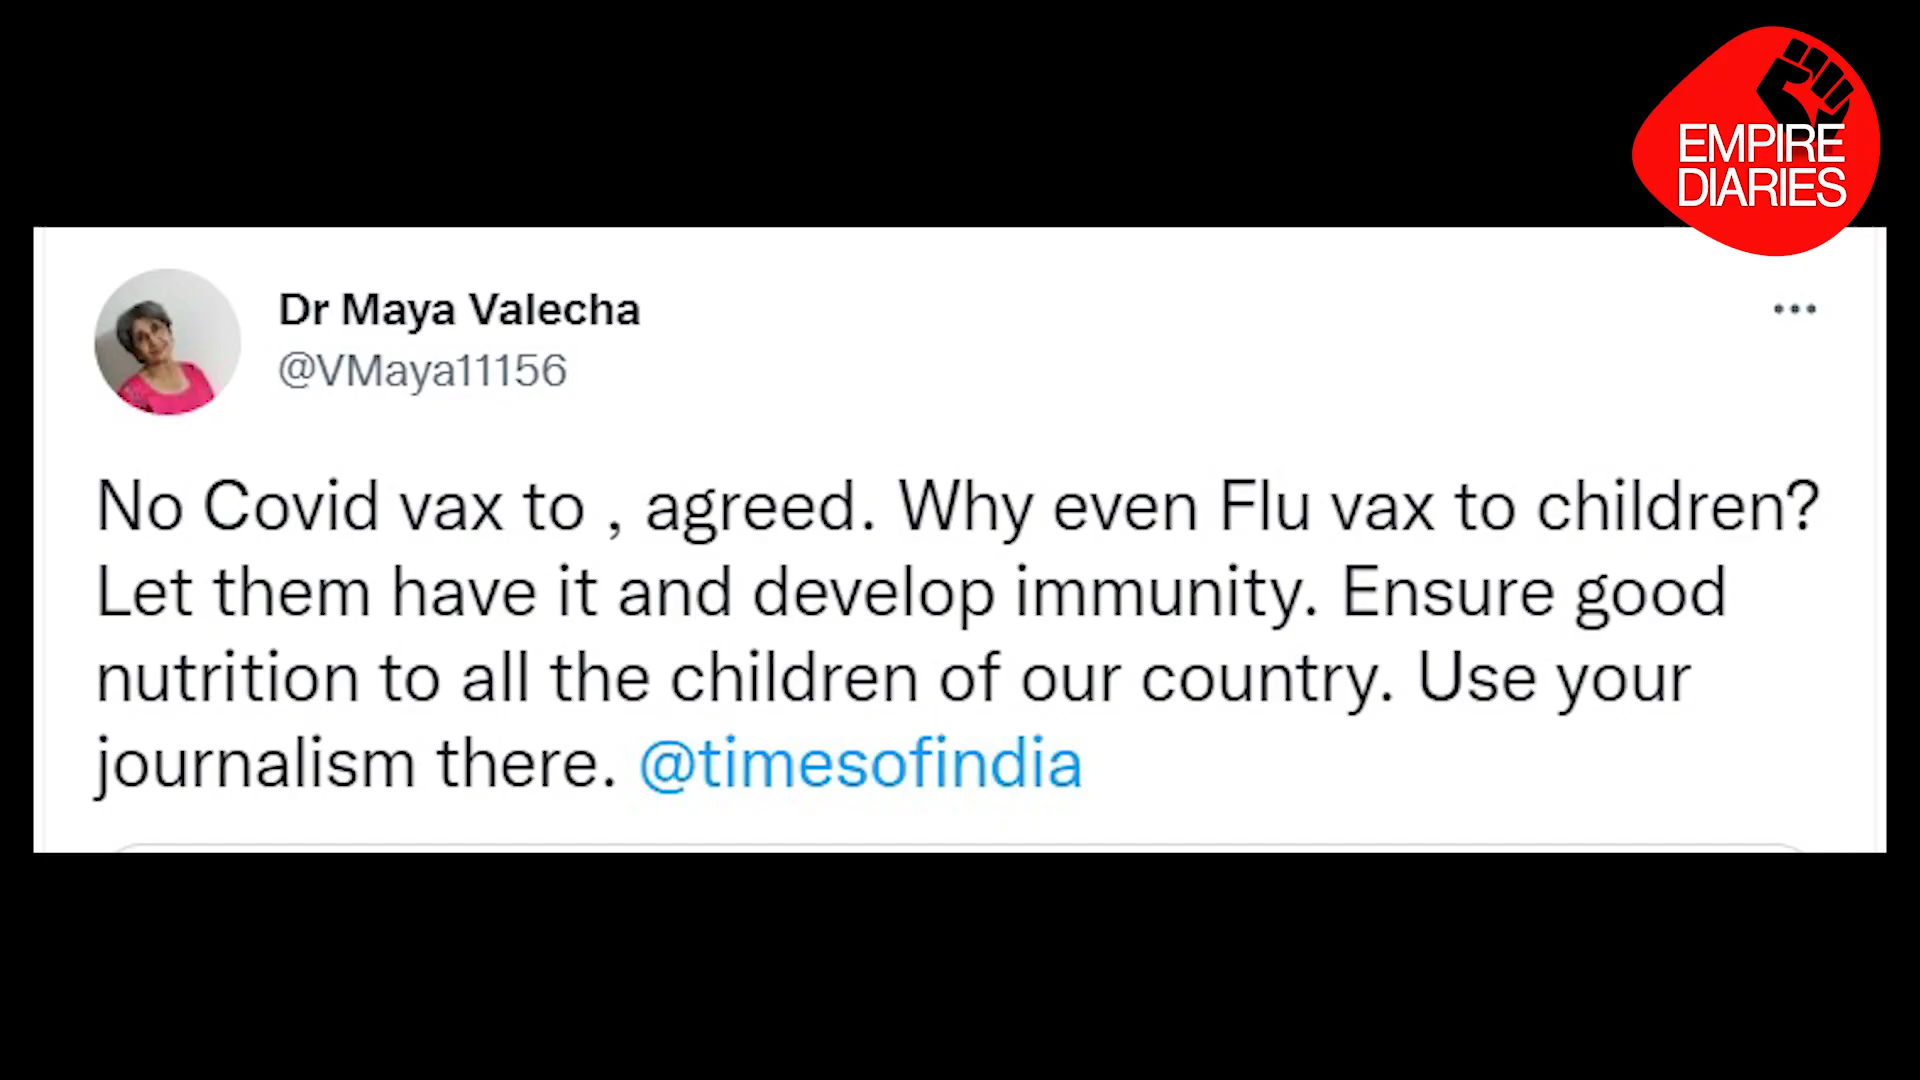 EMPIRE
DIARIES
Dr Maya Valecha
@VMaya11156
No Covid vax to , agreed. Why even Flu vax to children?
Let them have it and develop immunity. Ensure good
nutrition to all the children of our country. Use your
journalism there. @timesofindia